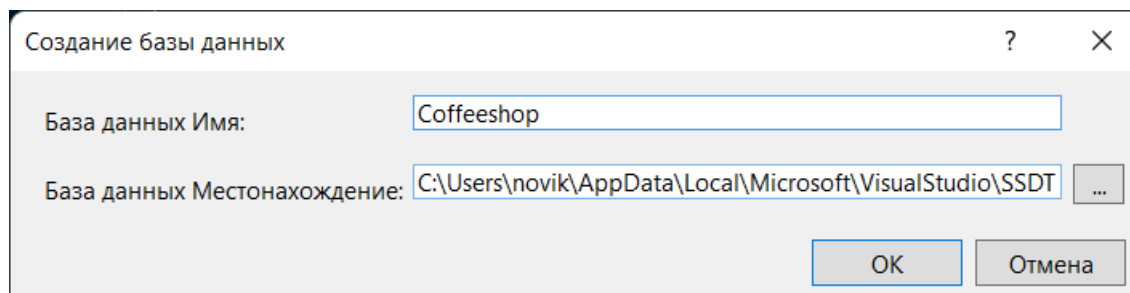 Создание базы данных ?
База данных Имя: Coffeeshop
База данных Местонахождение: C:\Users\novik\AppData\Local\Microsoft\VisualStudio\SSDT ...
OK Отмена